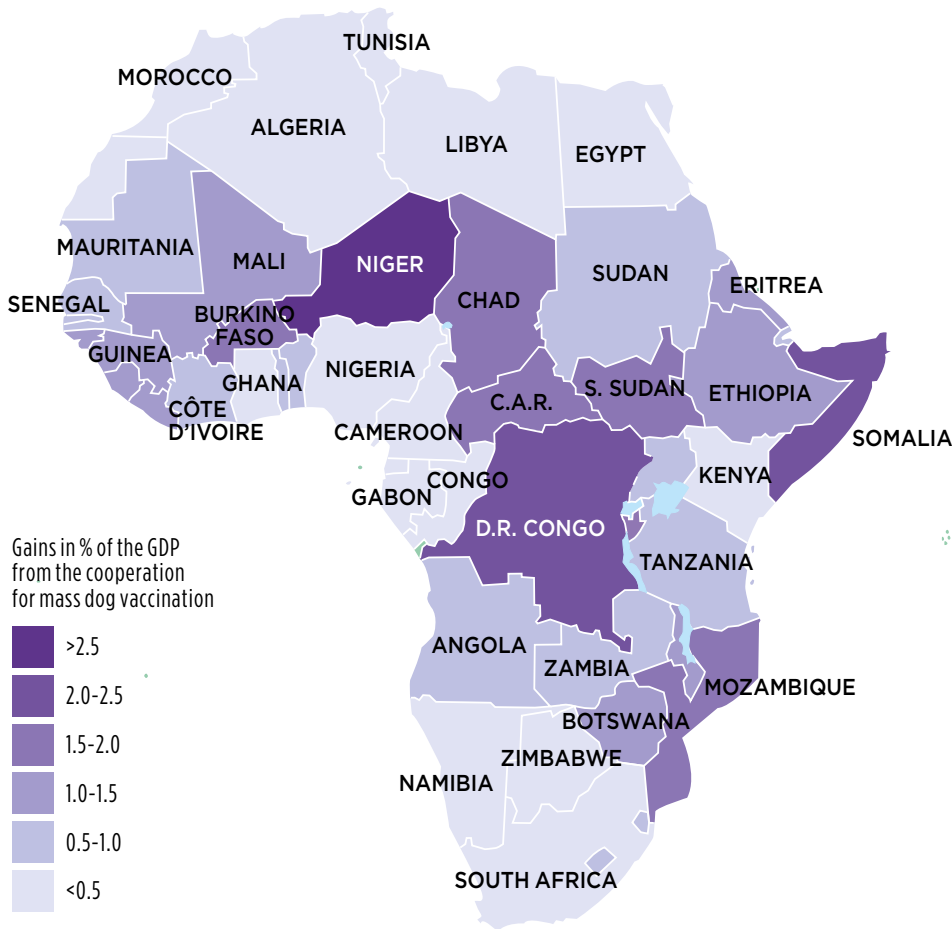 TUNISIA
MOROCCO
ALGERIA
LIBYA
EGYPT
MAURITANIA
MALI
NIGER
CHAD
SUDAN
ERITREA
SENEGAL
BURKINO
FASO
GUINEA
GHANA
NIGERIA
C.A.R.
S. SUDAN
ETHIOPIA
CÔTE
D'IVOIRE
CAMEROON
SOMALIA
GABON
CONGO
KENYA
D.R. CONGO
TANZANIA
Gains in % of the GDP
from the cooperation
for mass dog vaccination
>2.5
2.0-2.5
1.5-2.0
1.0-1.5
0.5-1.0
<0.5
ANGOLA
ZAMBIA
MOZAMBIQUE
BOTSWANA
ZIMBABWE
NAMIBIA
SOUTH AFRICA